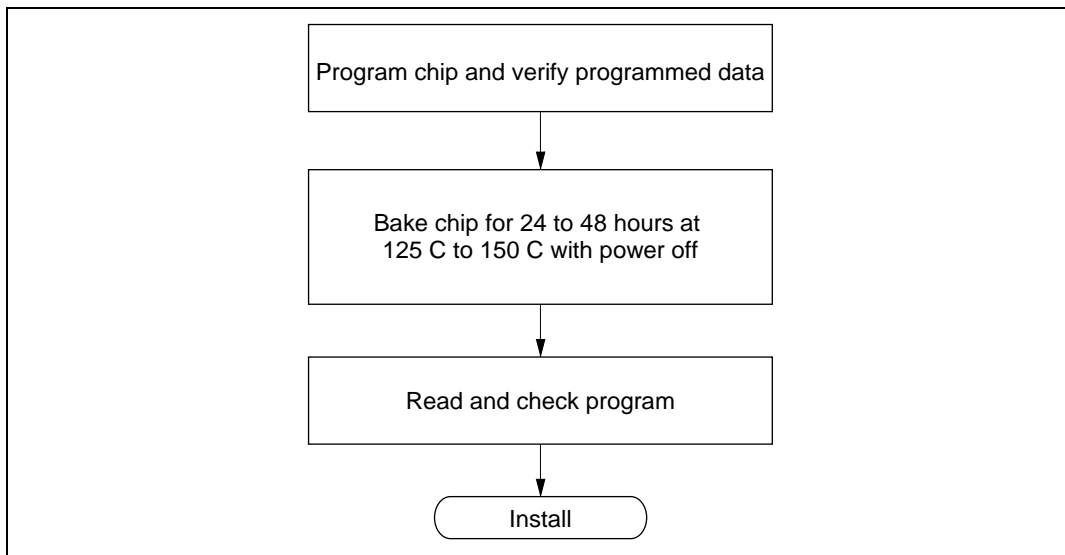 Program chip and verify programmed data
Bake chip for 24 to 48 hours at
125 C to 150 C with power off
Read and check program
Install